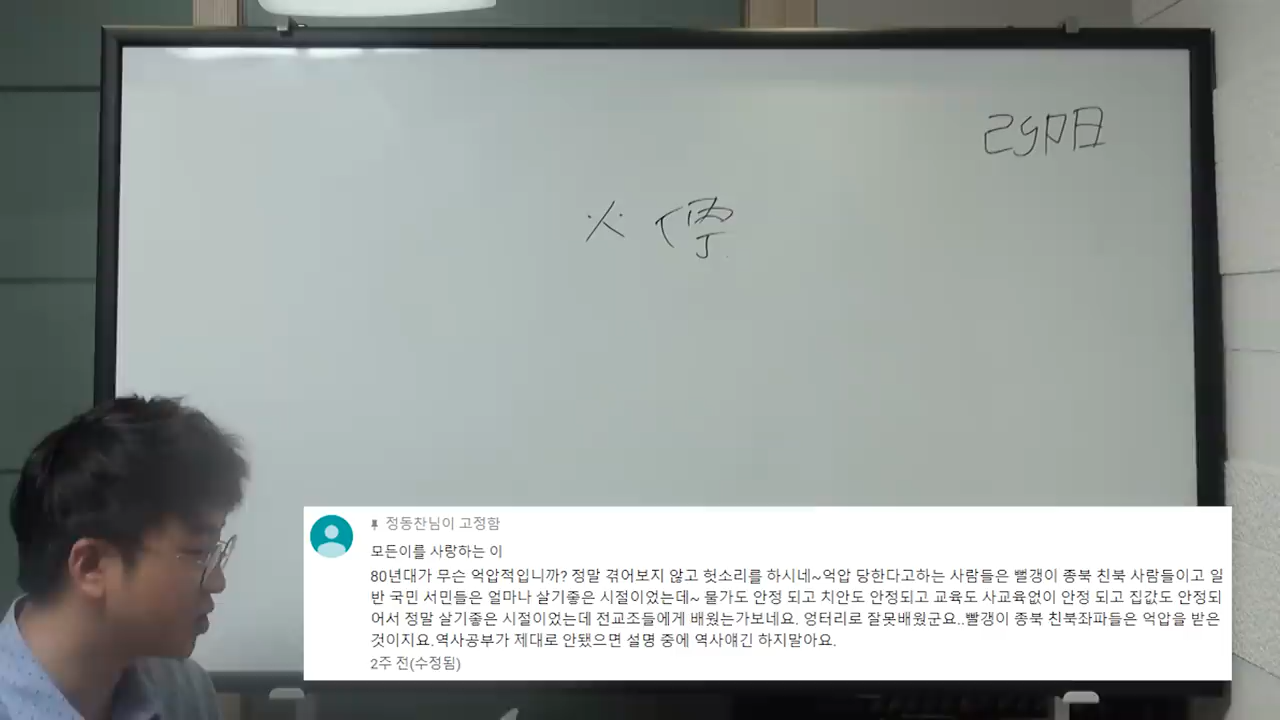 己卯日
火 (丙
丁
정동찬님이 고정함
모든이를 사랑하는 이
80년대가 무슨 억압적입니까? 정말 겪어보지 않고 헛소리를 하시네~억압 당한다고하는 사람들은 뻘갱이 종북 친북 사람들이고 일
반 국민 서민들은 얼마나 살기좋은 시절이었는데~ 물가도 안정 되고 치안도 안정되고 교육도 사교육없이 안정 되고 집값도 안정되
어서 정말 살기좋은 시절이었는데 전교조들에게 배웠는가보네요. 엉터리로 잘못배웠군요..빨갱이 종북 친북좌파들은 억압을 받은
것이지요.역사공부가 제대로 안됐으면 설명 중에 역사얘긴 하지말아요.
2주 전(수정됨)